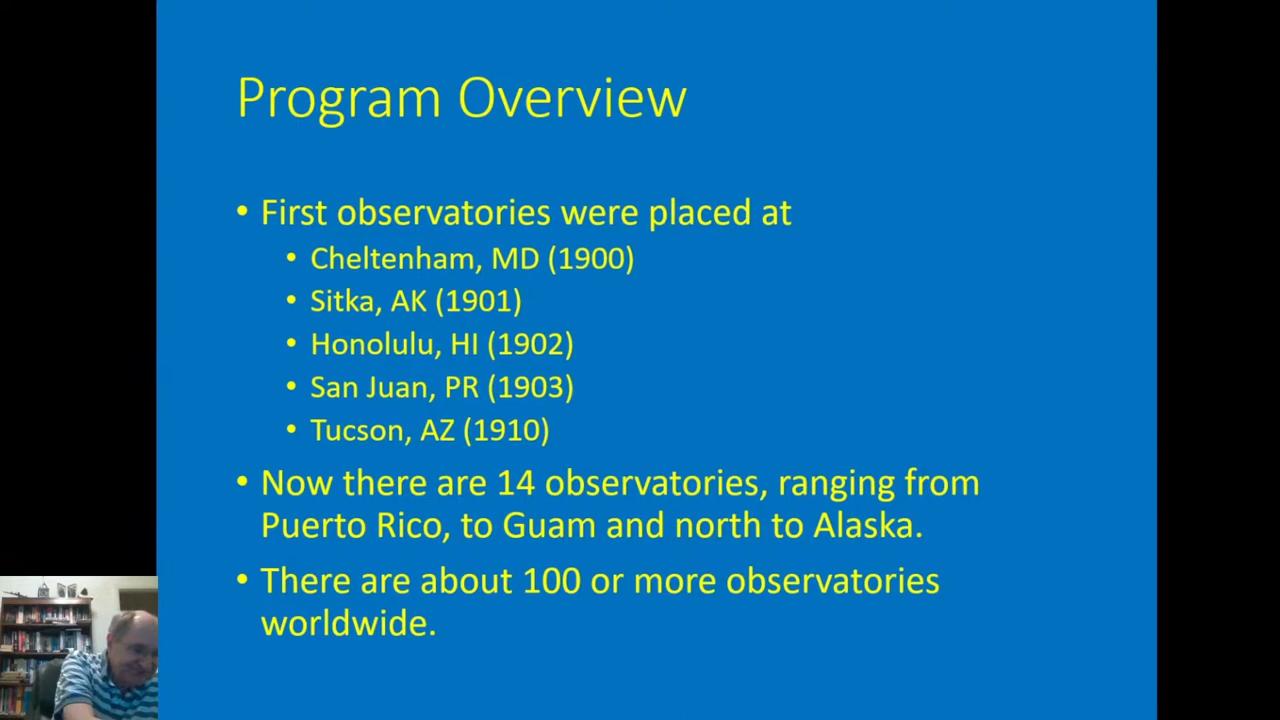 Program Overview
• First observatories were placed at
• Cheltenham, MD (1900)
• Sitka, AK (1901)
• Honolulu, HI (1902)
• San Juan, PR (1903)
• Tucson, AZ (1910)
• Now there are 14 observatories, ranging from
Puerto Rico, to Guam and north to Alaska.
• There are about 100 or more observatories
worldwide.